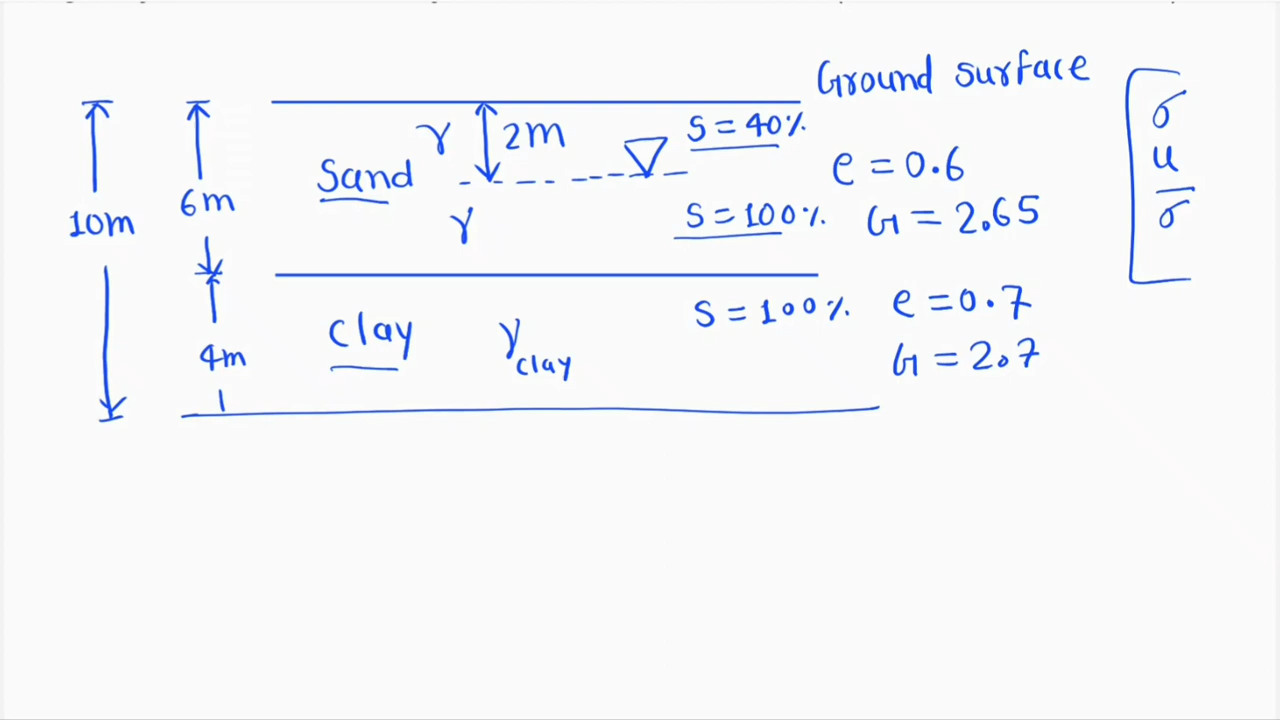 Ground surface
γ 2m S = 40%
Sand
e = 0.6
10m 6m
γ S = 100% G = 2.65
σ
u
σ̅
clay γclay S = 100% e = 0.7
4m G = 2.7